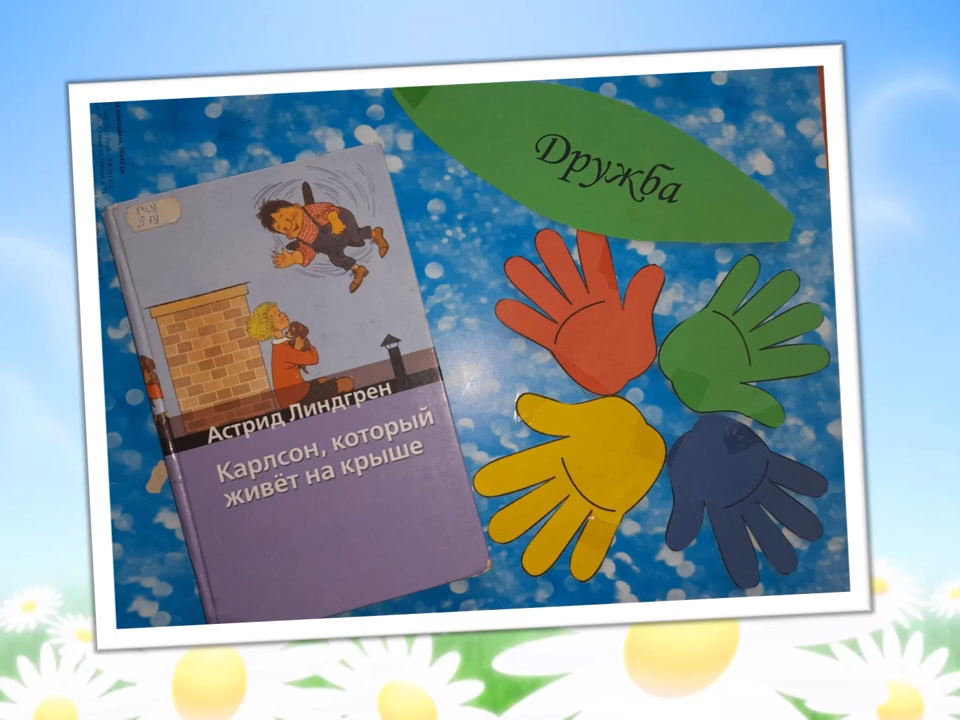 Дружба
Астрид Линдгрен
Карлсон, который
живёт на крыше